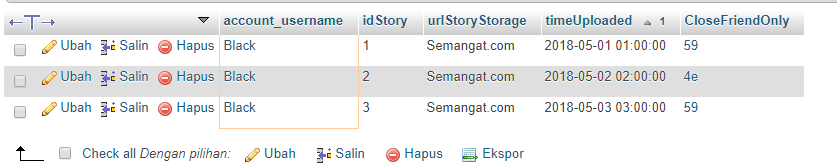 account_username idStory urlStoryStorage timeUploaded 1 CloseFriendOnly
Ubah Salin Hapus Black 1 Semangat.com 2018-05-01 01:00:00 59
Ubah Salin Hapus Black 2 Semangat.com 2018-05-02 02:00:00 4e
Ubah Salin Hapus Black 3 Semangat.com 2018-05-03 03:00:00 59
Check all Dengan pilihan: Ubah Salin Hapus Ekspor